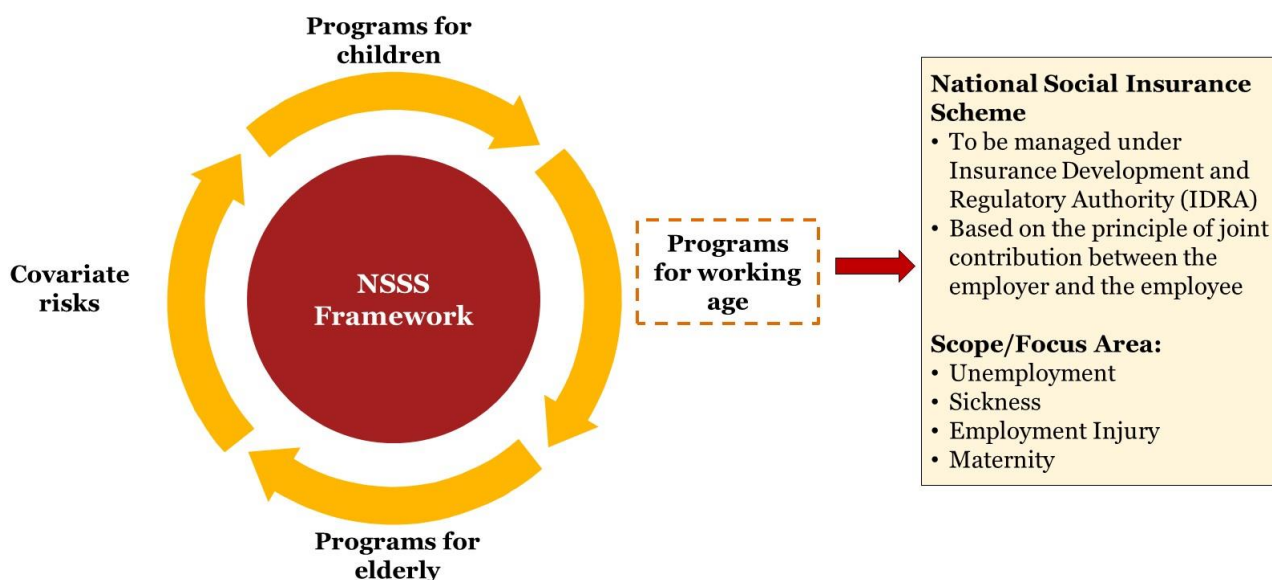 Programs for
children
Covariate
risks
NSSS
Framework
Programs
for working
age
Programs for
elderly
National Social Insurance
Scheme
• To be managed under
Insurance Development and
Regulatory Authority (IDRA)
• Based on the principle of joint
contribution between the
employer and the employee
Scope/Focus Area:
• Unemployment
• Sickness
• Employment Injury
• Maternity